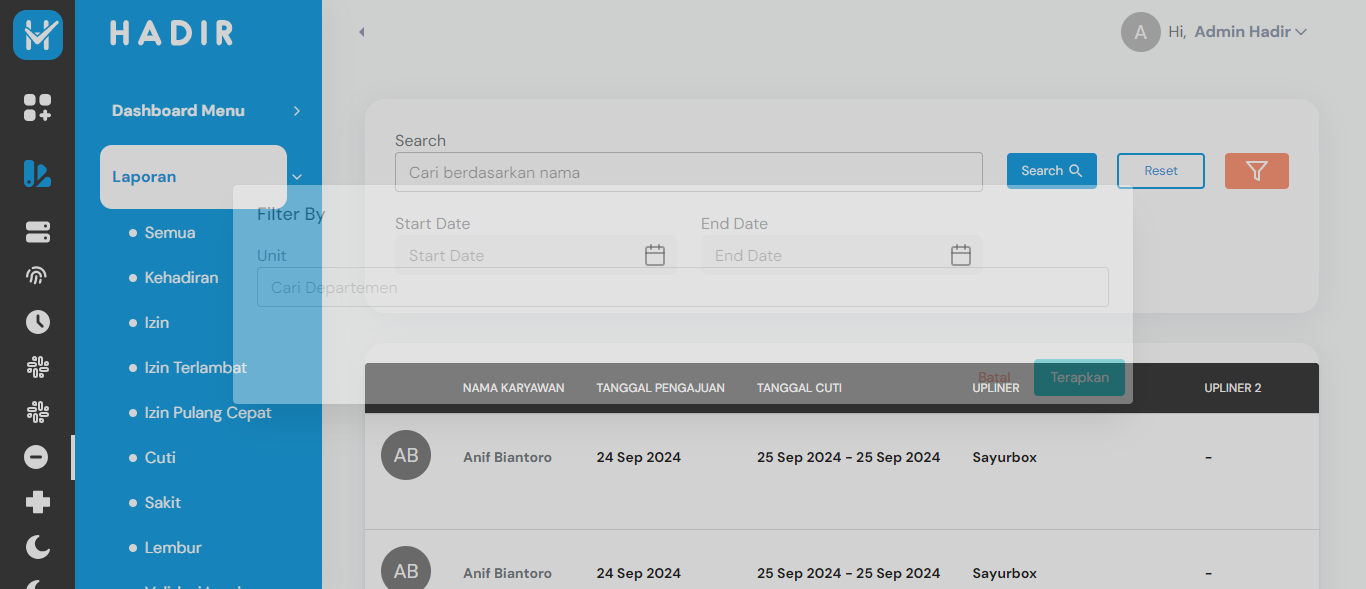 HADIR
A Hi, Admin Hadir
Dashboard Menu
Laporan
Semua
Kehadiran
Izin
Izin Terlambat
Izin Pulang Cepat
Cuti
Sakit
Lembur
Search
Cari berdasarkan nama
Search
Reset
Filter By
Start Date
End Date
Start Date
End Date
Unit
Cari Departemen
Batal
Terapkan
NAMA KARYAWAN TANGGAL PENGAJUAN TANGGAL CUTI UPLINER UPLINER 2
AB Anif Biantoro 24 Sep 2024 25 Sep 2024 - 25 Sep 2024 Sayurbox -
AB Anif Biantoro 24 Sep 2024 25 Sep 2024 - 25 Sep 2024 Sayurbox -